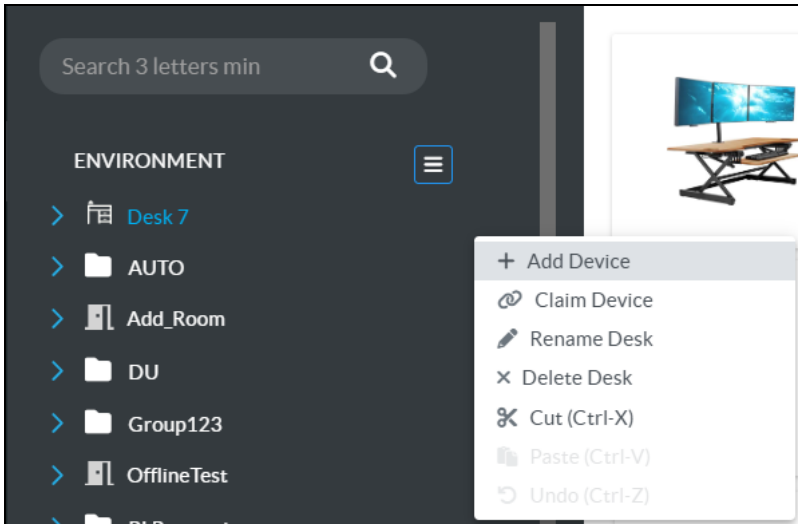 Search 3 letters min
ENVIRONMENT
Desk 7
AUTO
Add_Room
DU
Group123
OfflineTest
Add Device
Claim Device
Rename Desk
Delete Desk
Cut (Ctrl-X)
Paste (Ctrl-V)
Undo (Ctrl-Z)